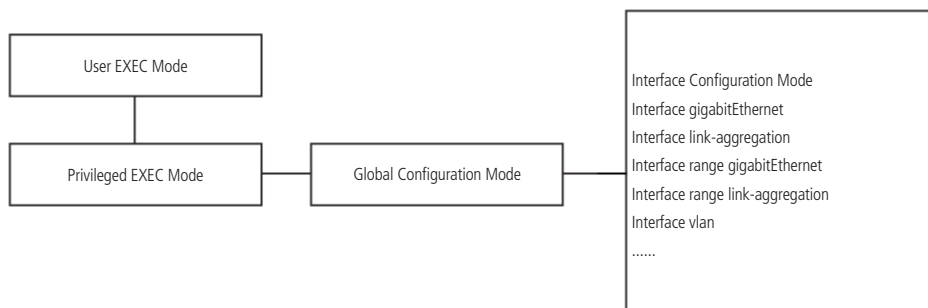 User EXEC Mode
Privileged EXEC Mode
Global Configuration Mode
Interface Configuration Mode
Interface gigabitEthernet
Interface link-aggregation
Interface range gigabitEthernet
Interface range link-aggregation
Interface vlan
......